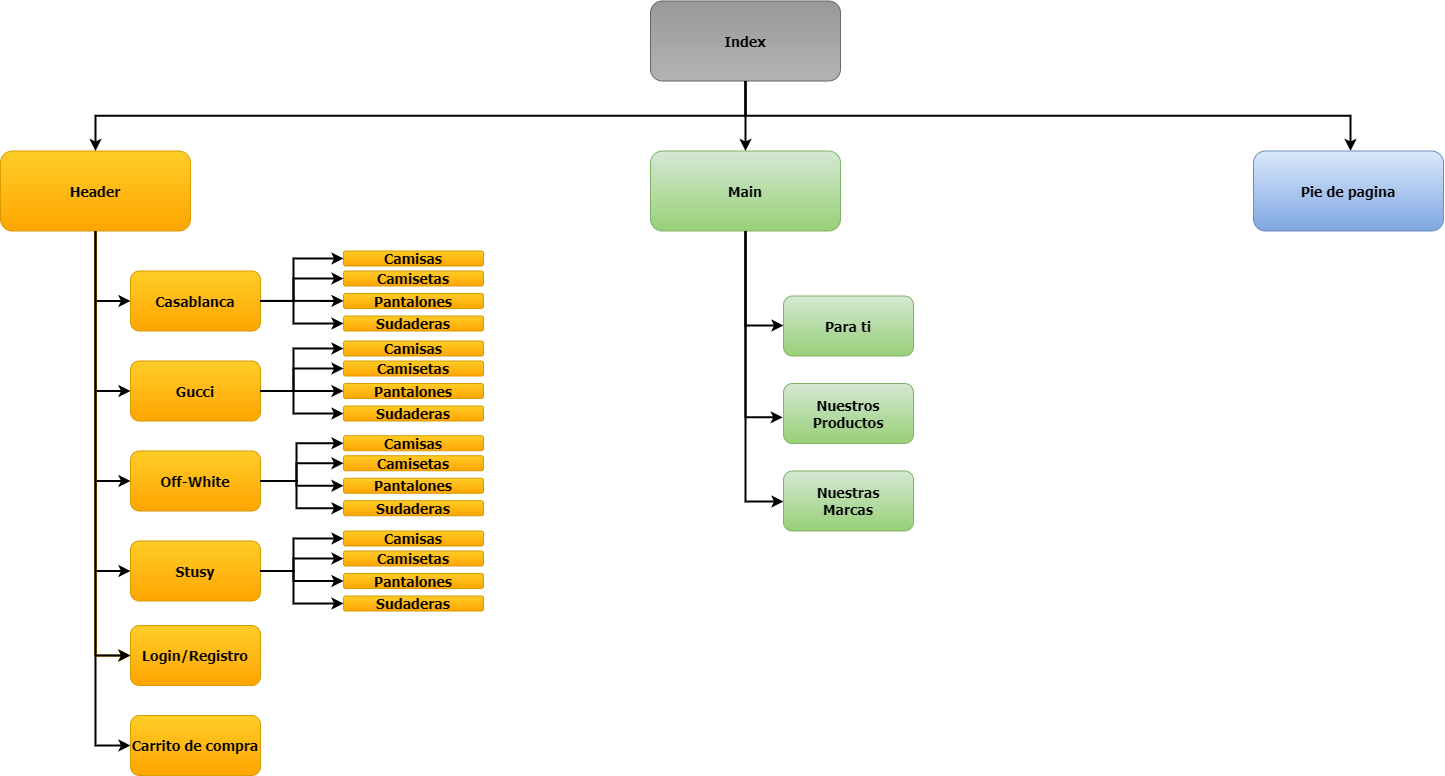 Index
Header
Main
Pie de pagina
Casablanca
Camisas
Camisetas
Pantalones
Sudaderas
Gucci
Camisas
Camisetas
Pantalones
Sudaderas
Off-White
Camisas
Camisetas
Pantalones
Sudaderas
Stusy
Camisas
Camisetas
Pantalones
Sudaderas
Login/Registro
Carrito de compra
Para ti
Nuestros
Productos
Nuestras
Marcas